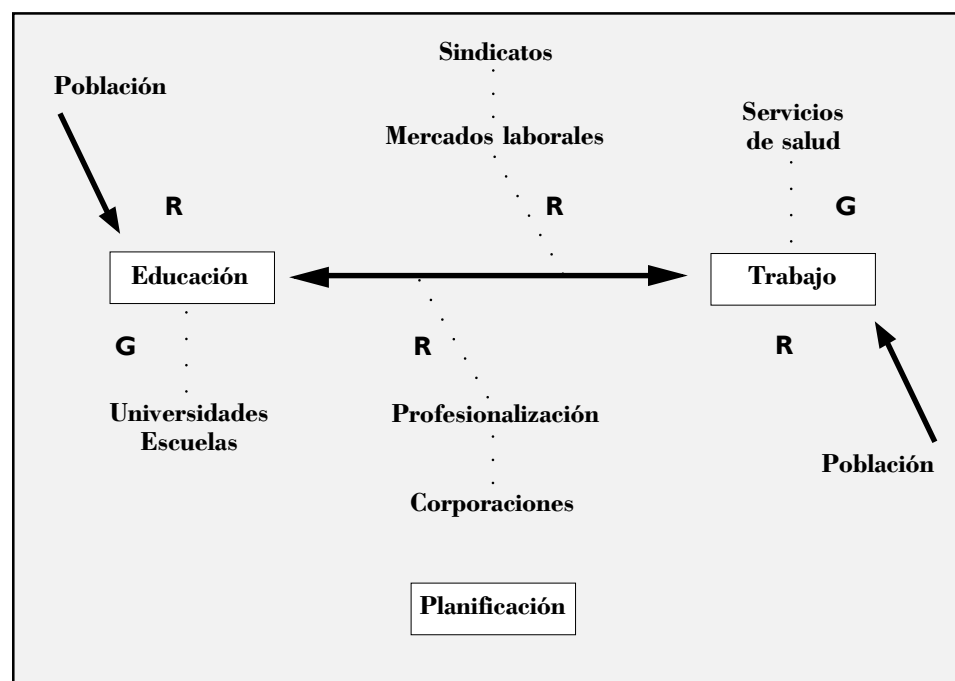 Sindicatos
Población
Mercados laborales
Servicios
de salud
R
R
G
Educación
Trabajo
G
R
R
Universidades
Escuelas
Profesionalización
Población
Corporaciones
Planificación